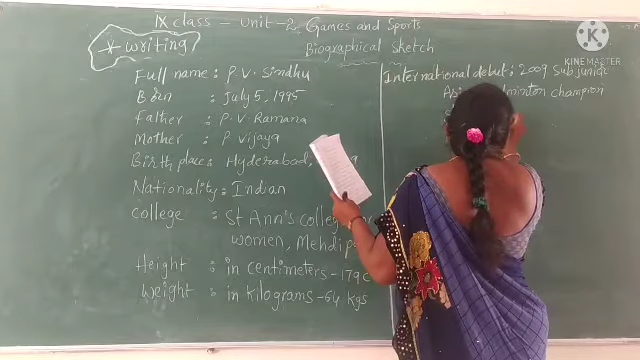 IX class - Unit-2. Games and Sports
* writing?
Biographical sketch
Full name : P. V. Sindhu
Born : July 5, 1995
Father : P. V. Ramana
Mother : P. Vijaya
Birth place : Hyderabad,
Nationality : Indian
college : St Ann's college
women,
Height : in centimeters - 179
Weight : in kilograms - 64 kgs
International debut : 2009 Sub junior
champion
KINEMASTER